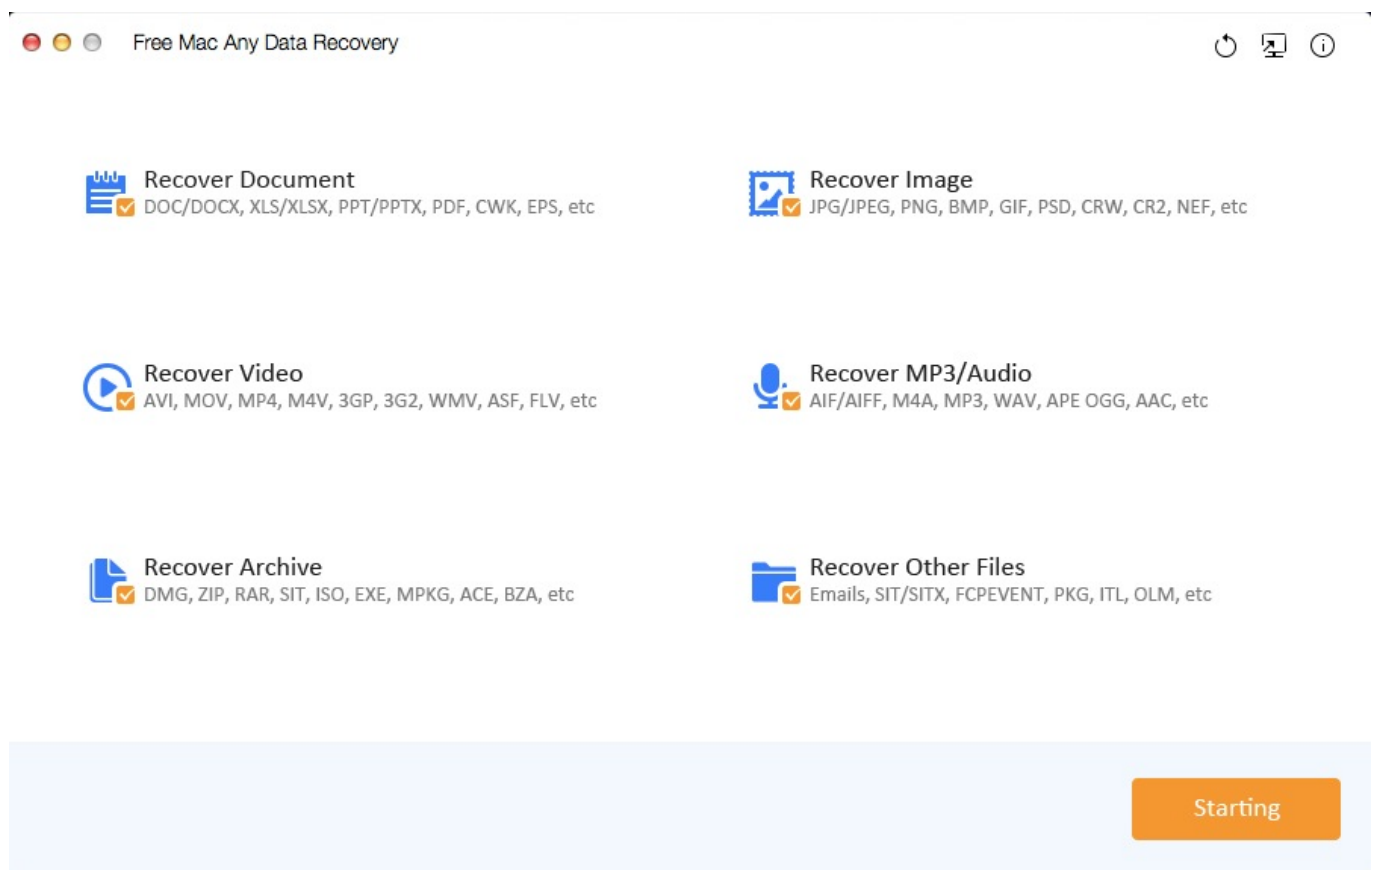 Free Mac Any Data Recovery
Recover Document
DOC/DOCX, XLS/XLSX, PPT/PPTX, PDF, CWK, EPS, etc
Recover Image
JPG/JPEG, PNG, BMP, GIF, PSD, CRW, CR2, NEF, etc
Recover Video
AVI, MOV, MP4, M4V, 3GP, 3G2, WMV, ASF, FLV, etc
Recover MP3/Audio
AIF/AIFF, M4A, MP3, WAV, APE OGG, AAC, etc
Recover Archive
DMG, ZIP, RAR, SIT, ISO, EXE, MPKG, ACE, BZA, etc
Recover Other Files
Emails, SIT/SITX, FCPEVENT, PKG, ITL, OLM, etc
Starting